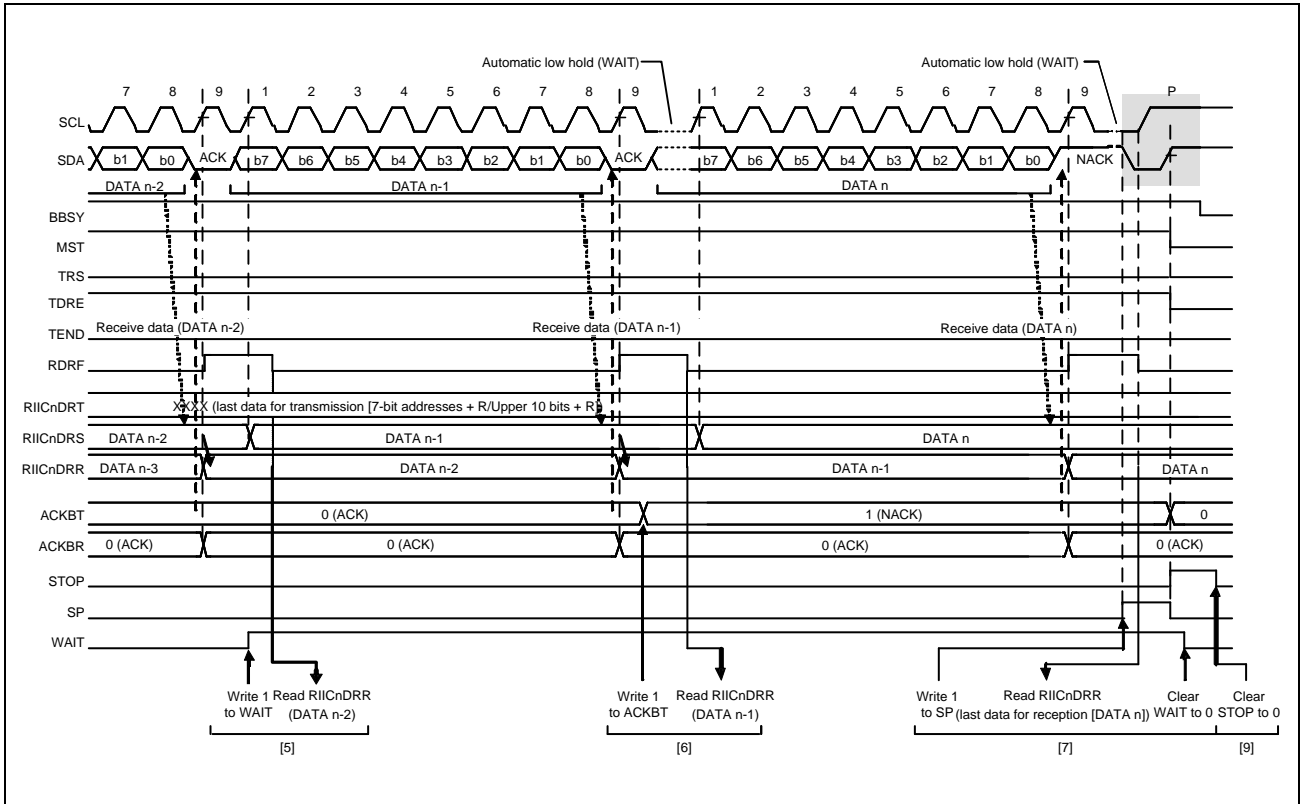 Automatic low hold (WAIT)
Automatic low hold (WAIT)
7 8 9 1 2 3 4 5 6 7 8 9 1 2 3 4 5 6 7 8 9 P
SCL
SDA b1 b0 ACK b7 b6 b5 b4 b3 b2 b1 b0 ACK b7 b6 b5 b4 b3 b2 b1 b0 NACK
DATA n-2 DATA n-1 DATA n
BBSY
MST
TRS
TDRE
TEND
Receive data (DATA n-2) Receive data (DATA n-1) Receive data (DATA n)
RDRF
RIICnDRT XXXX (last data for transmission [7-bit addresses + R/Upper 10 bits + R])
RIICnDRS DATA n-2 DATA n-1 DATA n
RIICnDRR DATA n-3 DATA n-2 DATA n-1 DATA n
ACKBT 0 (ACK) 1 (NACK) 0
ACKBR 0 (ACK) 0 (ACK) 0 (ACK) 0 (ACK)
STOP
SP
WAIT
Write 1
to WAIT
Read RIICnDRR
(DATA n-2)
Write 1
to ACKBT
Read RIICnDRR
(DATA n-1)
Write 1
to SP
Read RIICnDRR
(last data for reception [DATA n])
Clear
WAIT to 0
Clear
STOP to 0
[5] [6] [7] [9]